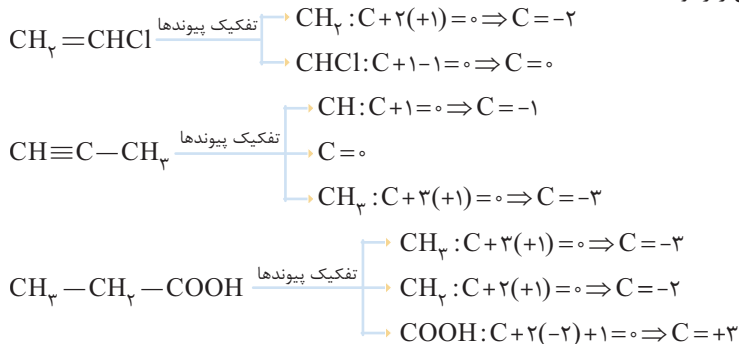 CH₂=CHCl تفکیک پیوندها
CH₂:C+۲(+۱)=۰⇒C=-۲
CHCl:C+۱-۱=۰⇒C=۰
CH≡C—CH₃ تفکیک پیوندها
CH:C+۱=۰⇒C=-۱
C=۰
CH₃:C+۳(+۱)=۰⇒C=-۳
CH₃—CH₂—COOH تفکیک پیوندها
CH₃:C+۳(+۱)=۰⇒C=-۳
CH₂:C+۲(+۱)=۰⇒C=-۲
COOH:C+۲(-۲)+۱=۰⇒C=+۳